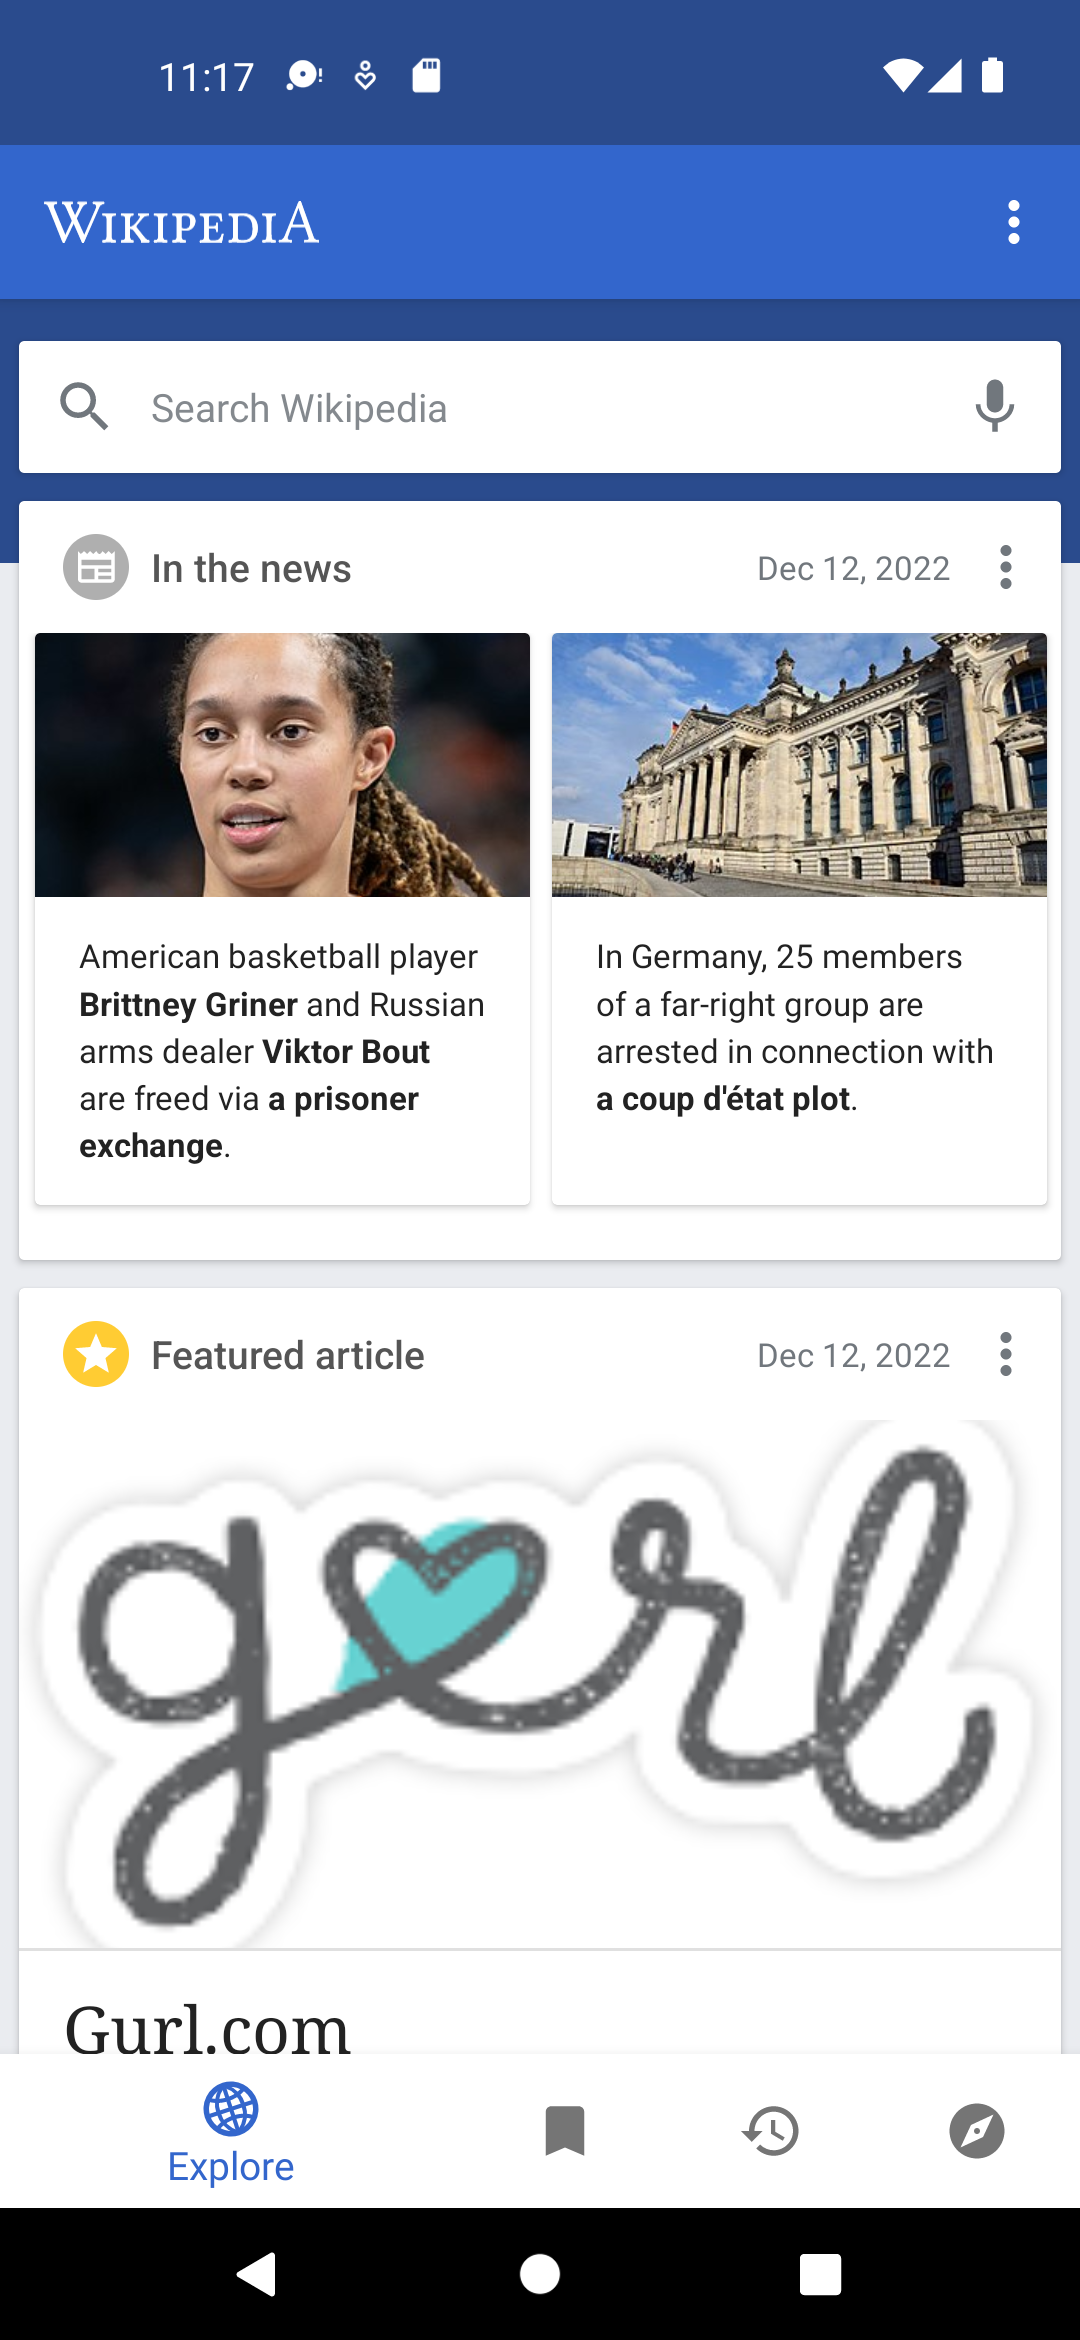 11:17
WIKIPEDIA
Search Wikipedia
In the news
Dec 12, 2022
American basketball player
Brittney Griner and Russian
arms dealer Viktor Bout
are freed via a prisoner
exchange.
In Germany, 25 members
of a far-right group are
arrested in connection with
a coup d'état plot.
Featured article
Dec 12, 2022
gurl
Gurl.com
Explore